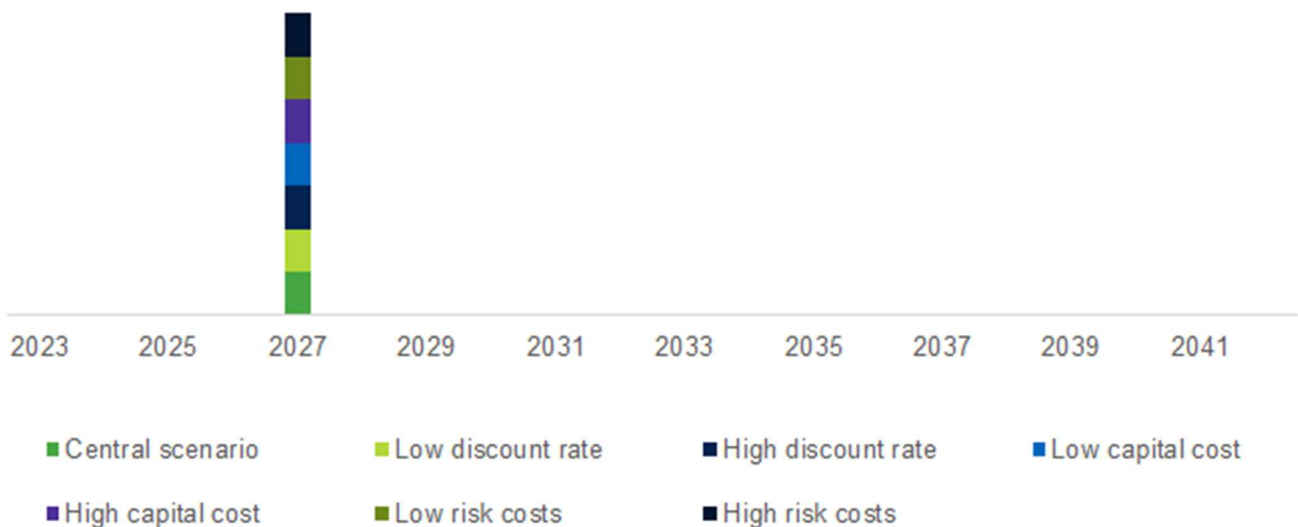 2023 2025 2027 2029 2031 2033 2035 2037 2039 2041
Central scenario Low discount rate High discount rate Low capital cost
High capital cost Low risk costs High risk costs